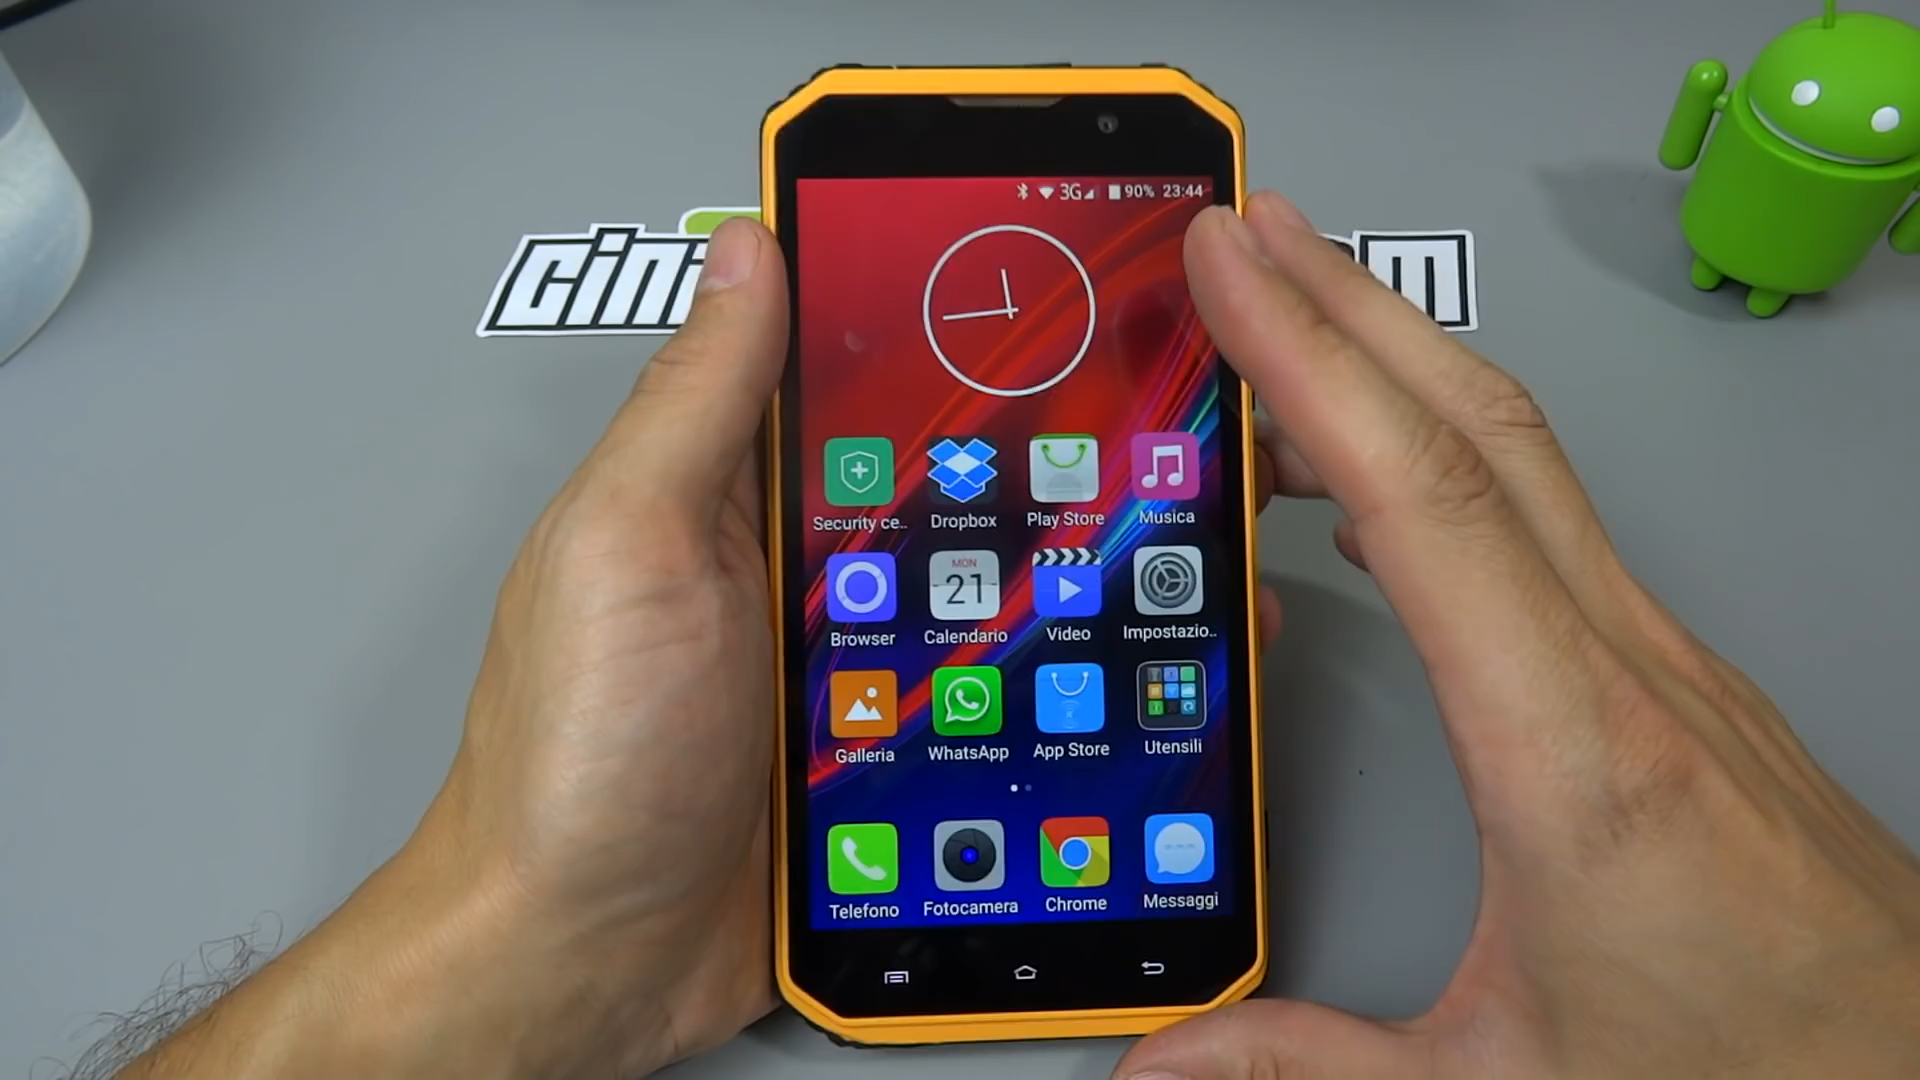 3G 90% 23:44
cini
m
Security ce.. Dropbox Play Store Musica
MON
21
Browser Calendario Video Impostazio..
Galleria WhatsApp App Store Utensili
Telefono Fotocamera Chrome Messaggi